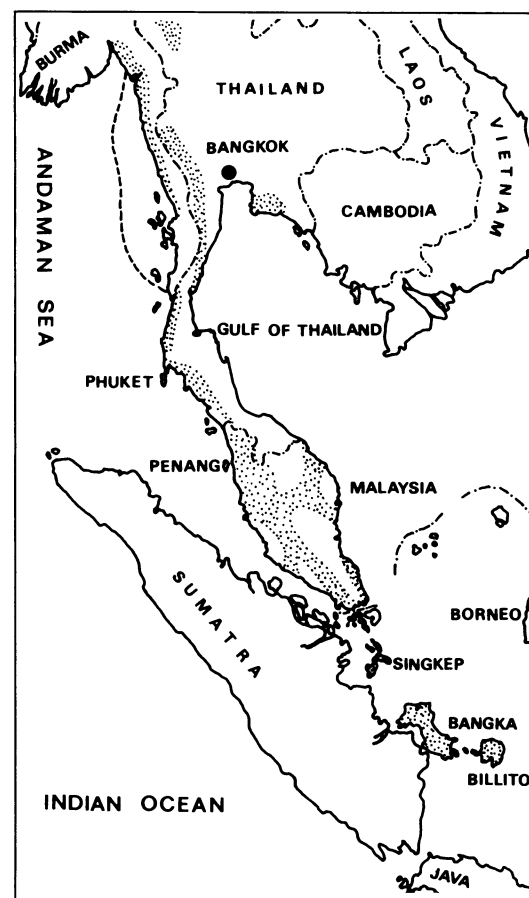 BURMA
THAILAND
LAOS
VIETNAM
BANGKOK
CAMBODIA
ANDAMAN SEA
GULF OF THAILAND
PHUKET
PENANG
MALAYSIA
SUMATRA
BORNEO
SINGKEP
BANGKA
BILLITO
INDIAN OCEAN
JAVA